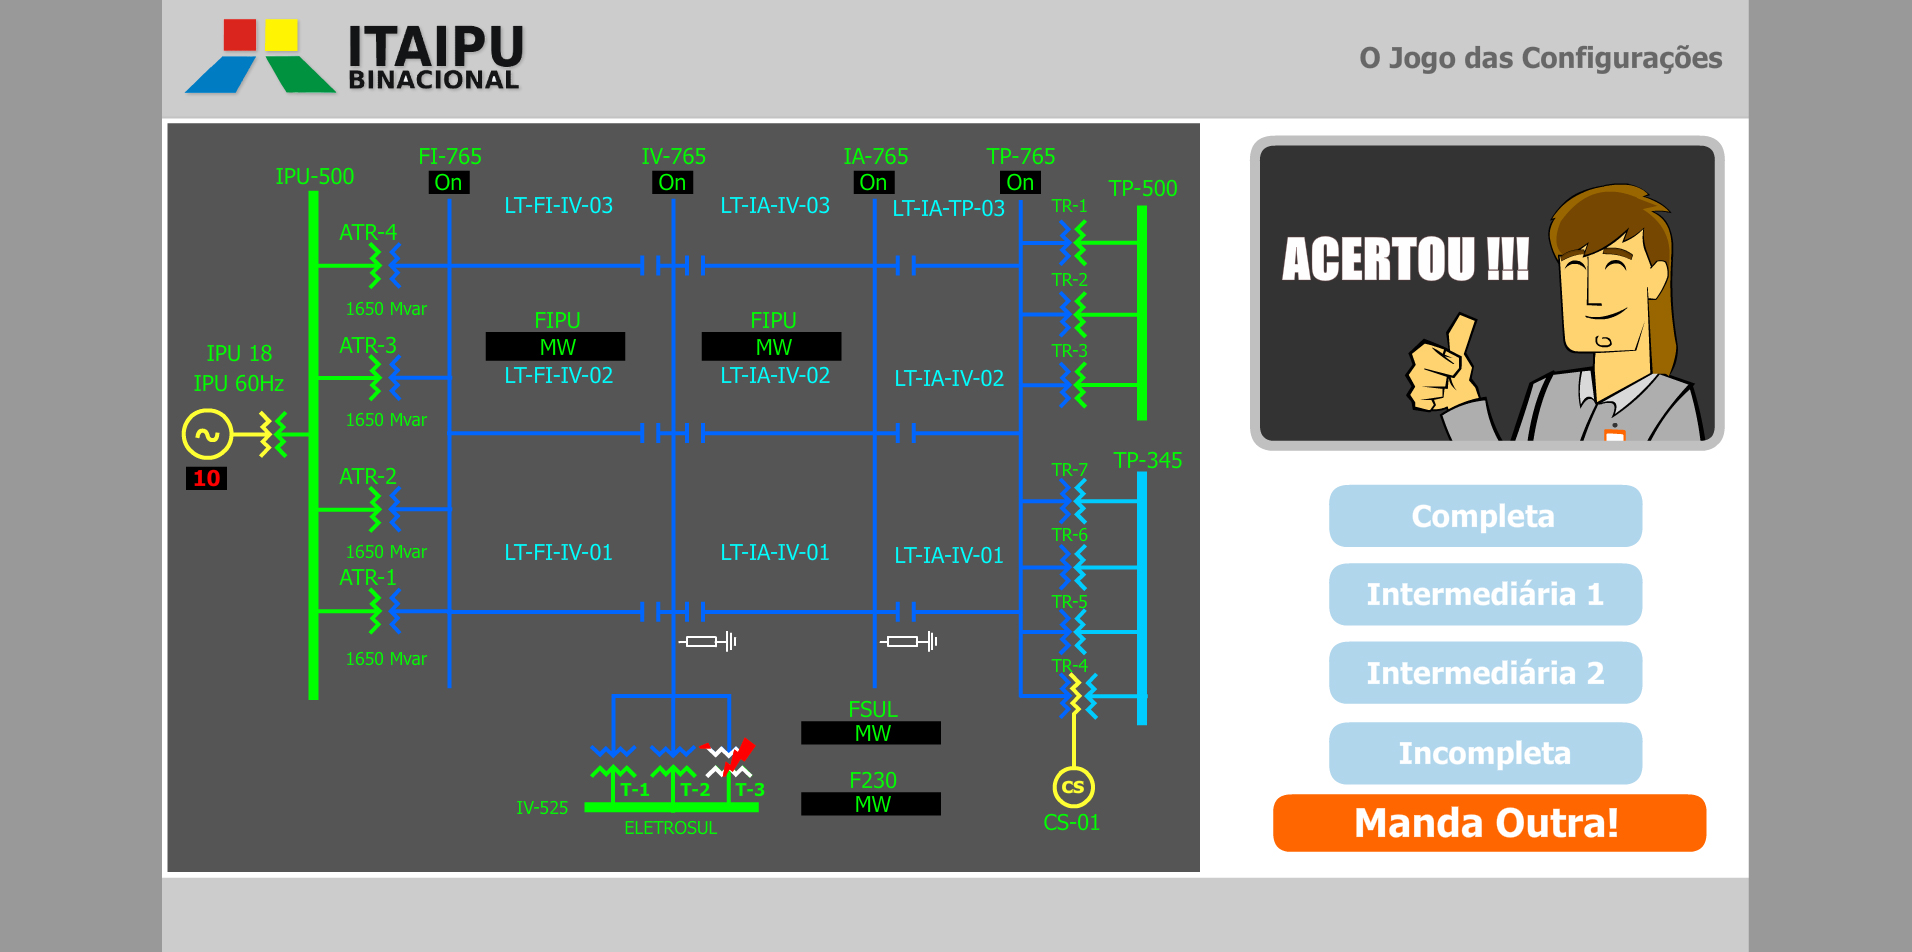 ITAIPU
BINACIONAL
O Jogo das Configurações
FI-765
IV-765
IA-765
TP-765
On
On
On
On
IPU-500
TP-500
LT-FI-IV-03
LT-IA-IV-03
LT-IA-TP-03
TR-1
ATR-4
TR-2
1650 Mvar
FIPU
MW
FIPU
MW
ATR-3
TR-3
IPU 18
IPU 60Hz
LT-FI-IV-02
LT-IA-IV-02
LT-IA-IV-02
1650 Mvar
10
ATR-2
TR-7
TP-345
TR-6
1650 Mvar
LT-FI-IV-01
LT-IA-IV-01
LT-IA-IV-01
ATR-1
TR-5
1650 Mvar
TR-4
FSUL
MW
F230
MW
T-1
T-2
T-3
IV-525
ELETROSUL
CS
CS-01
ACERTOU !!!
Completa
Intermediária 1
Intermediária 2
Incompleta
Manda Outra!